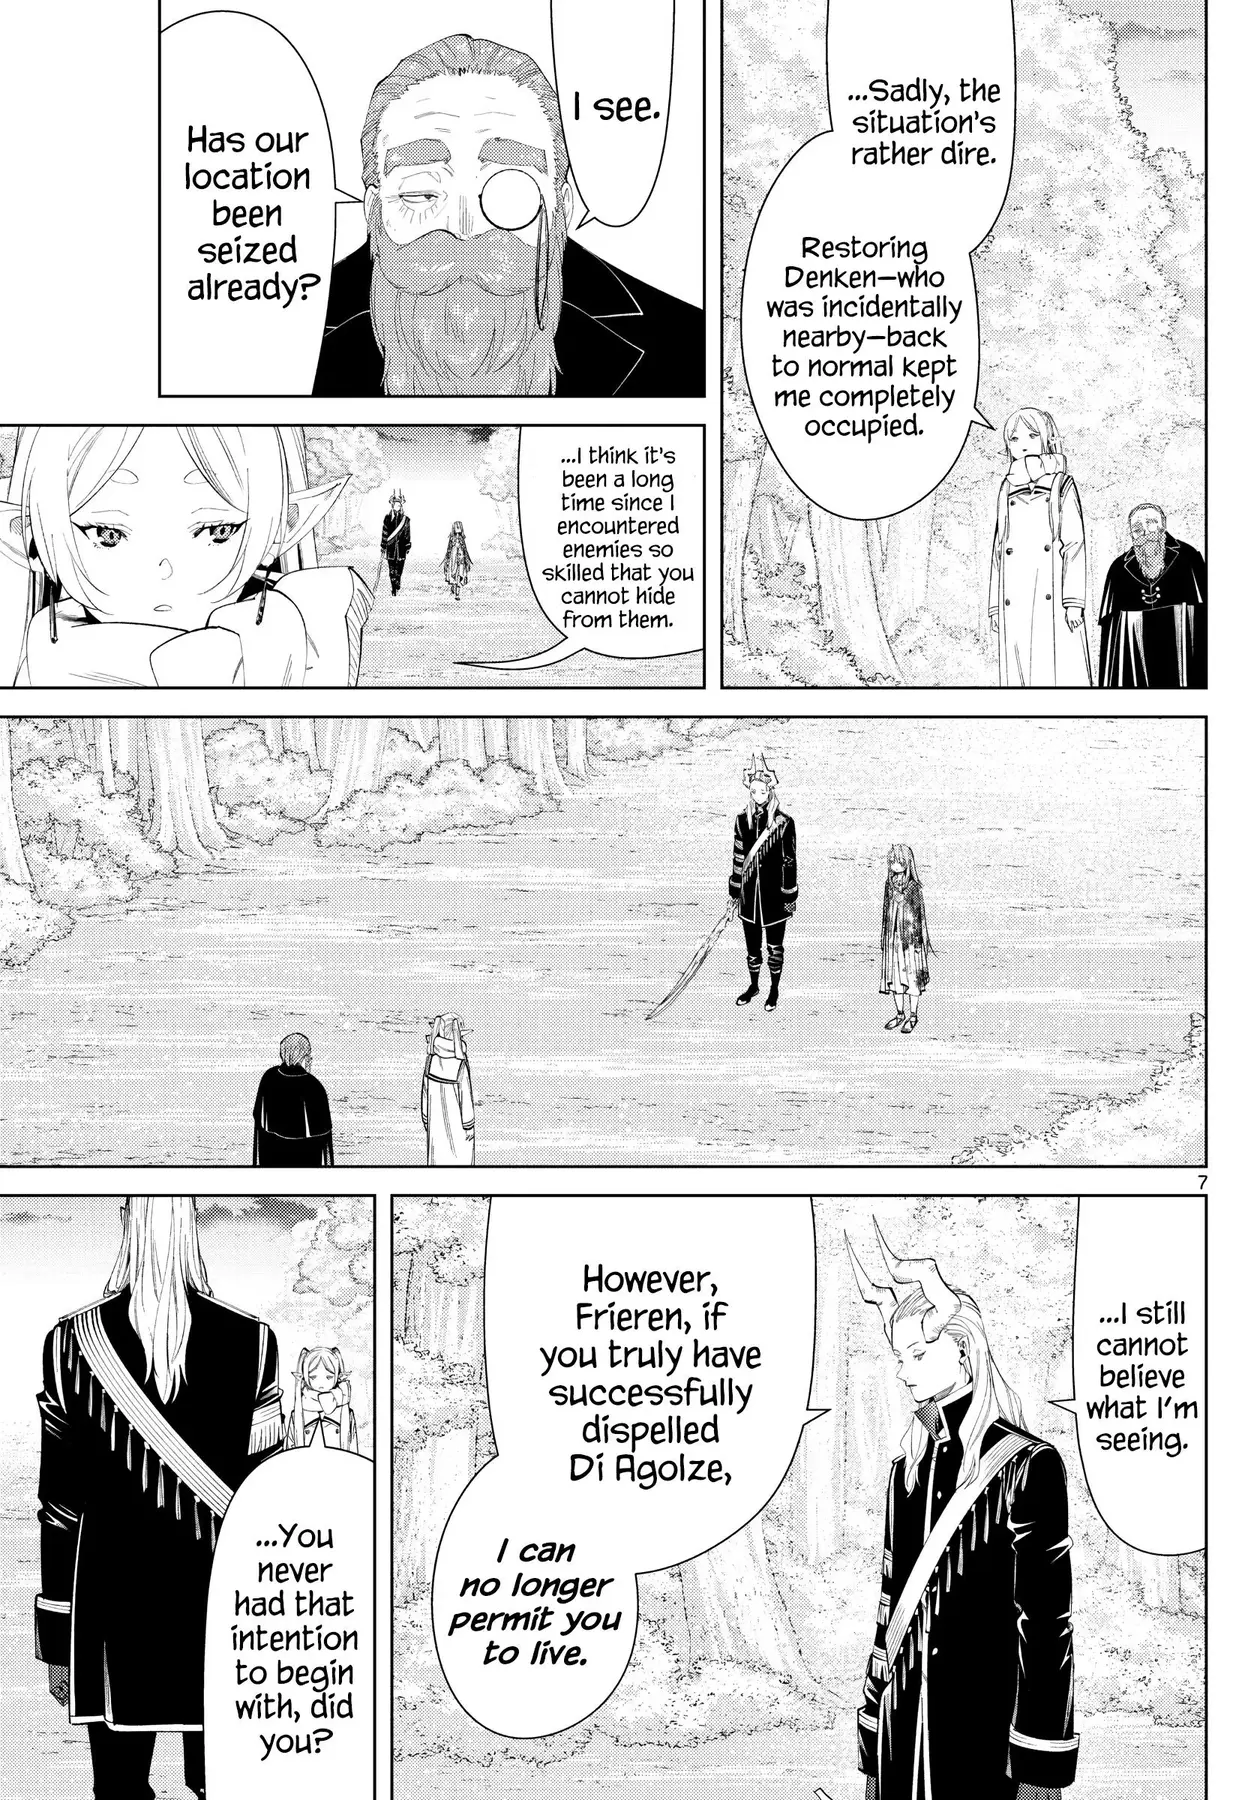 ...Sadly, the
situation's
rather dire.
Restoring
Denken—who
was incidentally
nearby—back
to normal kept
me completely
occupied.
I see.
Has our
location
been
seized
already?
...I think it's
been a long
time since I
encountered
enemies so
skilled that you
cannot hide
from them.
7
...I still
cannot
believe
what I'm
seeing.
However,
Frieren, if
you truly have
successfully
dispelled
Di Agolze,
I can
no longer
permit you
to live.
...You
never
had that
intention
to begin
with, did
you?